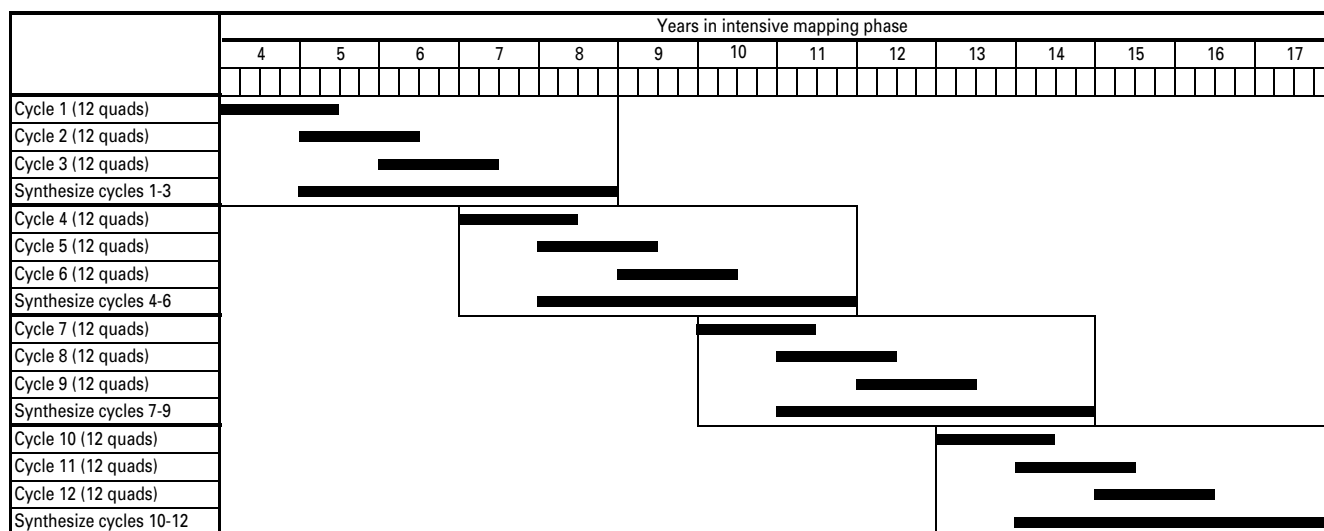 Years in intensive mapping phase
4 5 6 7 8 9 10 11 12 13 14 15 16 17
Cycle 1 (12 quads)
Cycle 2 (12 quads)
Cycle 3 (12 quads)
Synthesize cycles 1-3
Cycle 4 (12 quads)
Cycle 5 (12 quads)
Cycle 6 (12 quads)
Synthesize cycles 4-6
Cycle 7 (12 quads)
Cycle 8 (12 quads)
Cycle 9 (12 quads)
Synthesize cycles 7-9
Cycle 10 (12 quads)
Cycle 11 (12 quads)
Cycle 12 (12 quads)
Synthesize cycles 10-12